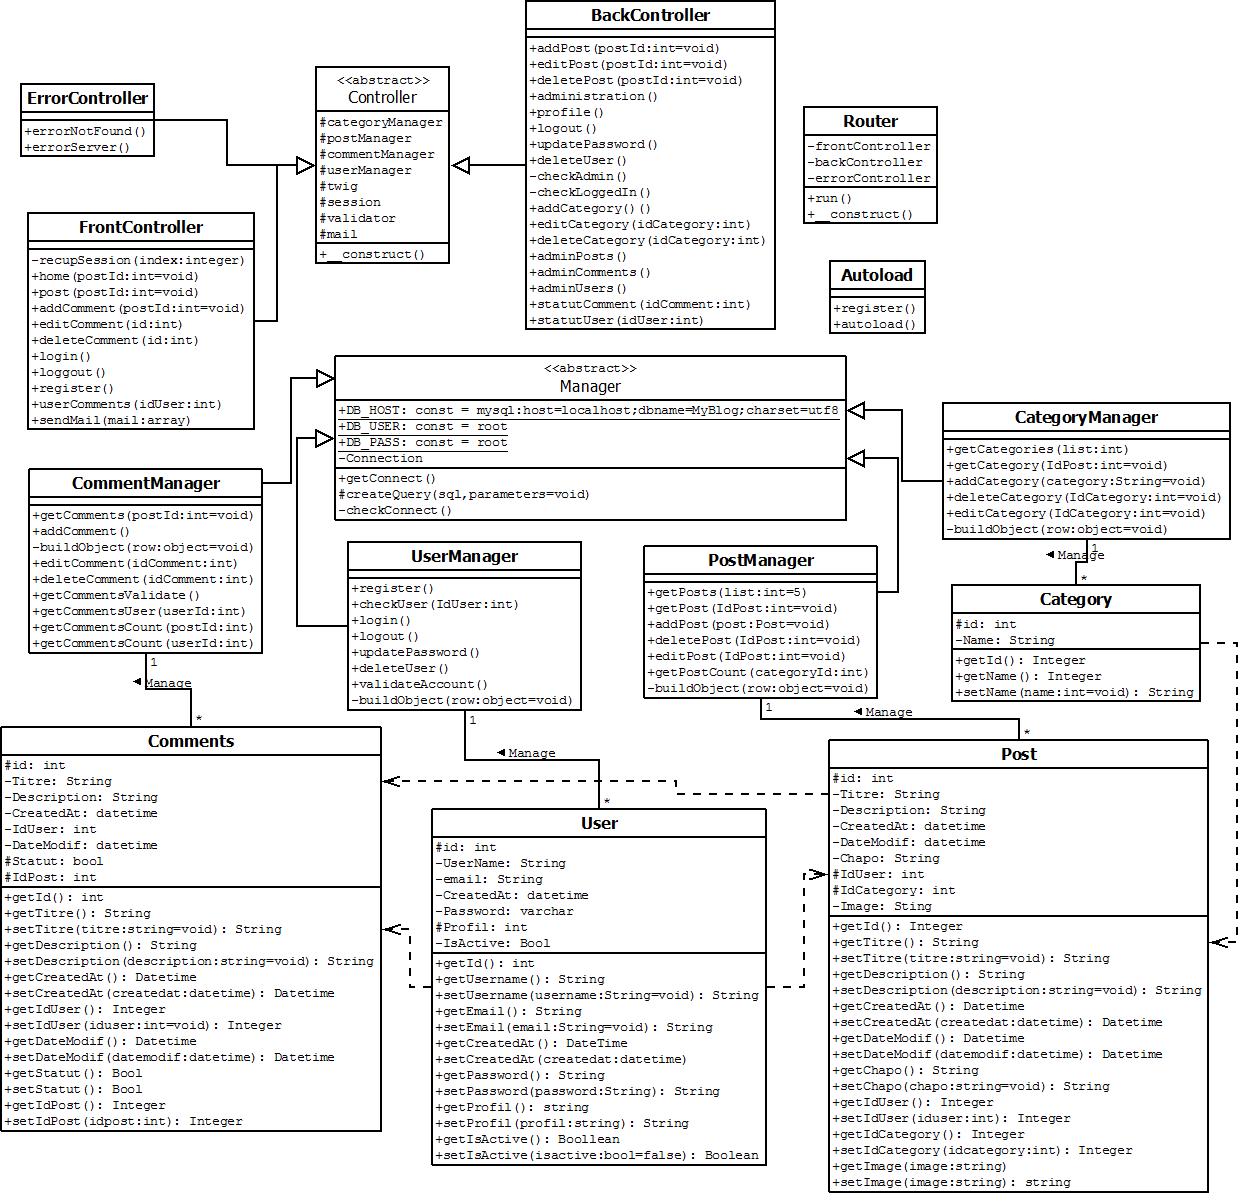 BackController
+addPost(postId:int=void)
+editPost(postId:int=void)
+deletePost(postId:int=void)
+administration()
+profile()
+logout()
+updatePassword()
+deleteUser()
-checkAdmin()
-checkLoggedIn()
+addCategory()()
+editCategory(idCategory:int)
+deleteCategory(idCategory:int)
+adminPosts()
+adminComments()
+adminUsers()
+statutComment(idComment:int)
+statutUser(idUser:int)
ErrorController
+errorNotFound()
+errorServer()
<<abstract>>
Controller
#categoryManager
#postManager
#commentManager
#userManager
#twig
#session
#validator
#mail
+__construct()
Router
-frontController
-backController
-errorController
+run()
+__construct()
FrontController
-recupSession(index:integer)
+home(postId:int=void)
+post(postId:int=void)
+addComment(postId:int=void)
+editComment(id:int)
+deleteComment(id:int)
+login()
+loggout()
+register()
+userComments(idUser:int)
+sendMail(mail:array)
Autoload
+register()
+autoload()
<<abstract>>
Manager
+DB_HOST: const = mysql:host=localhost;dbname=MyBlog;charset=utf8
+DB_USER: const = root
+DB_PASS: const = root
-Connection
+getConnect()
#createQuery(sql,parameters=void)
-checkConnect()
CategoryManager
+getCategories(list:int)
+getCategory(IdPost:int=void)
+addCategory(category:String=void)
+deleteCategory(IdCategory:int=void)
+editCategory(IdCategory:int=void)
-buildObject(row:object=void)
1
Manage
*
CommentManager
+getComments(postId:int=void)
+addComment()
-buildObject(row:object=void)
+editComment(idComment:int)
+deleteComment(idComment:int)
+getCommentsValidate()
+getCommentsUser(userId:int)
+getCommentsCount(postId:int)
+getCommentsCount(userId:int)
1
Manage
*
UserManager
+register()
+checkUser(IdUser:int)
+login()
+logout()
+updatePassword()
+deleteUser()
+validateAccount()
-buildObject(row:object=void)
1
Manage
*
PostManager
+getPosts(list:int=5)
+getPost(IdPost:int=void)
+addPost(post:Post=void)
+deletePost(IdPost:int=void)
+editPost(IdPost:int=void)
+getPostCount(categoryId:int)
-buildObject(row:object=void)
1
Manage
*
Category
#id: int
-Name: String
+getId(): Integer
+getName(): Integer
+setName(name:int=void): String
Comments
#id: int
-Titre: String
-Description: String
-CreatedAt: datetime
-IdUser: int
-DateModif: datetime
#Statut: bool
#IdPost: int
+getId(): int
+getTitre(): String
+setTitre(titre:string=void): String
+getDescription(): String
+setDescription(description:string=void): String
+getCreatedAt(): Datetime
+setCreatedAt(createdat:datetime): Datetime
+getIdUser(): Integer
+setIdUser(iduser:int=void): Integer
+getDateModif(): Datetime
+setDateModif(datemodif:datetime): Datetime
+getStatut(): Bool
+setStatut(): Bool
+getIdPost(): Integer
+setIdPost(idpost:int): Integer
User
#id: int
-UserName: String
-email: String
-CreatedAt: datetime
-Password: varchar
#Profil: int
-IsActive: Bool
+getId(): int
+getUsername(): String
+setUsername(username:String=void): String
+getEmail(): String
+setEmail(email:String=void): String
+getCreatedAt(): DateTime
+setCreatedAt(createdat:datetime)
+getPassword(): String
+setPassword(password:String): String
+getProfil(): string
+setProfil(profil:string): String
+getIsActive(): Boollean
+setIsActive(isactive:bool=false): Boolean
Post
#id: int
-Titre: String
-Description: String
-CreatedAt: datetime
-DateModif: datetime
-Chapo: String
#IdUser: int
#IdCategory: int
-Image: Sting
+getId(): Integer
+getTitre(): String
+setTitre(titre:string=void): String
+getDescription(): String
+setDescription(description:string=void): String
+getCreatedAt(): Datetime
+setCreatedAt(createdat:datetime): Datetime
+getDateModif(): Datetime
+setDateModif(datemodif:datetime): Datetime
+getChapo(): String
+setChapo(chapo:string=void): String
+getIdUser(): Integer
+setIdUser(iduser:int): Integer
+getIdCategory(): Integer
+setIdCategory(idcategory:int): Integer
+getImage(image:string)
+setImage(image:string): string